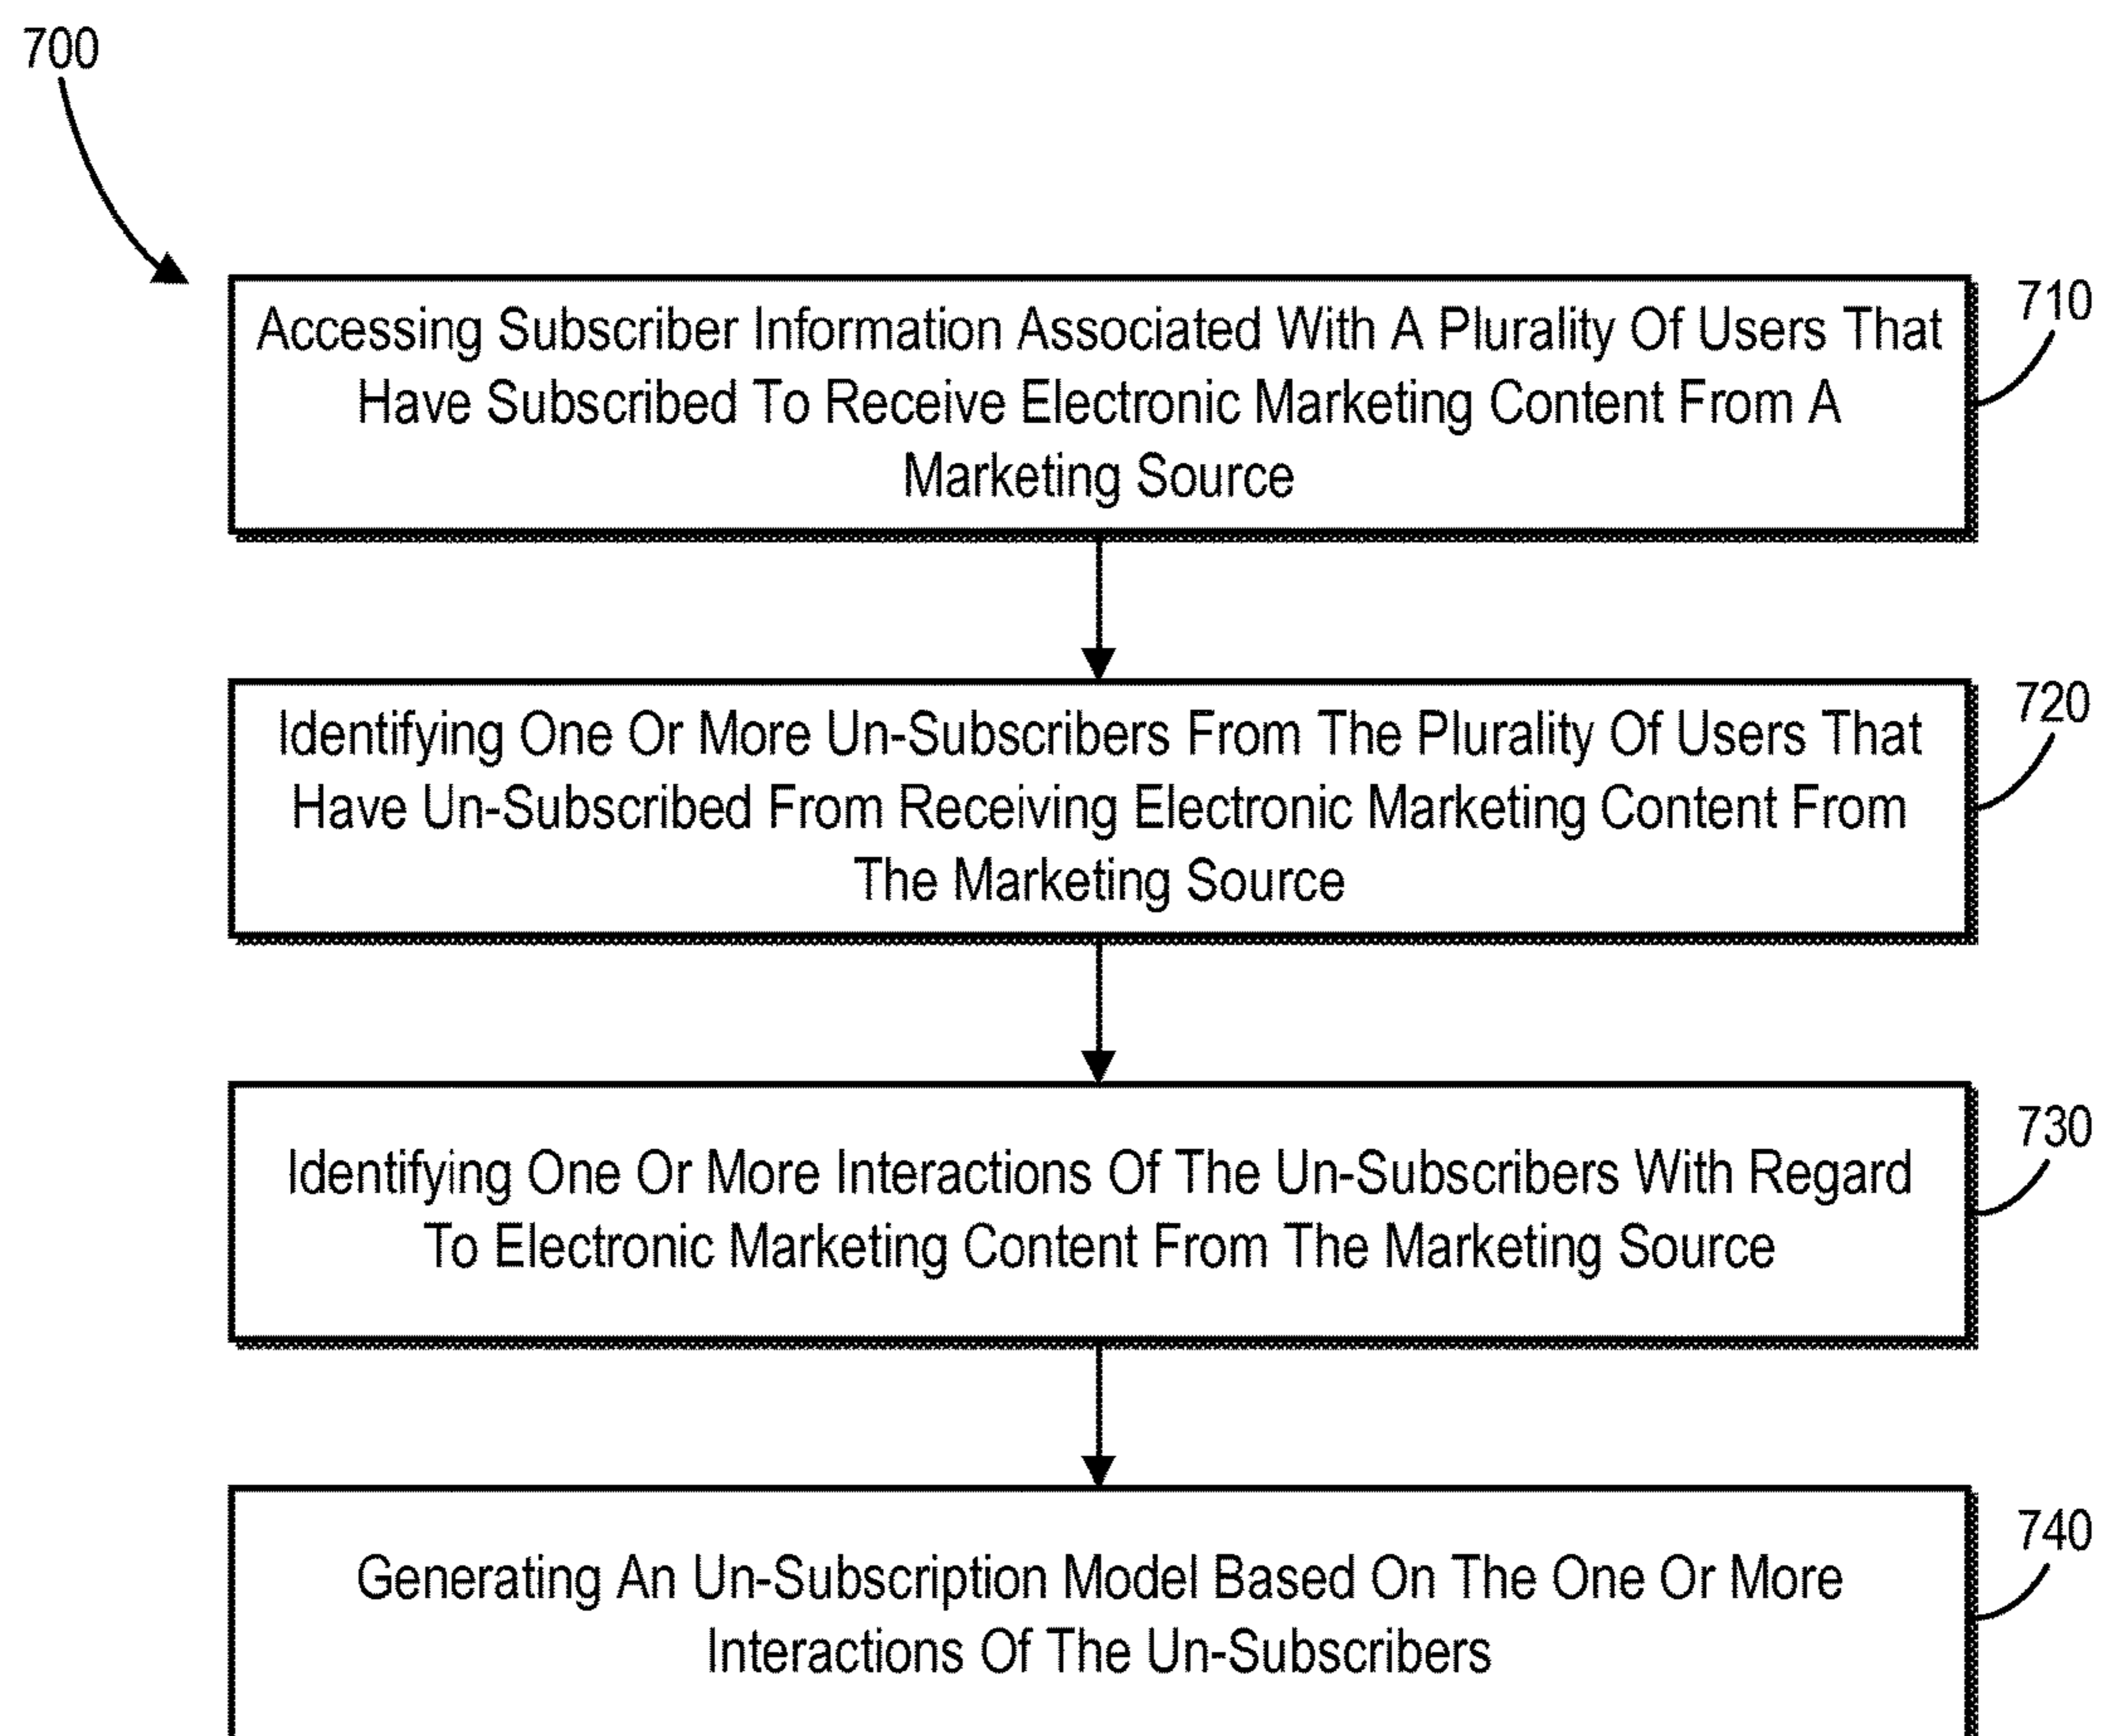 700
Accessing Subscriber Information Associated With A Plurality Of Users That
Have Subscribed To Receive Electronic Marketing Content From A
Marketing Source
710
Identifying One Or More Un-Subscribers From The Plurality Of Users That
Have Un-Subscribed From Receiving Electronic Marketing Content From
The Marketing Source
720
Identifying One Or More Interactions Of The Un-Subscribers With Regard
To Electronic Marketing Content From The Marketing Source
730
Generating An Un-Subscription Model Based On The One Or More
Interactions Of The Un-Subscribers
740